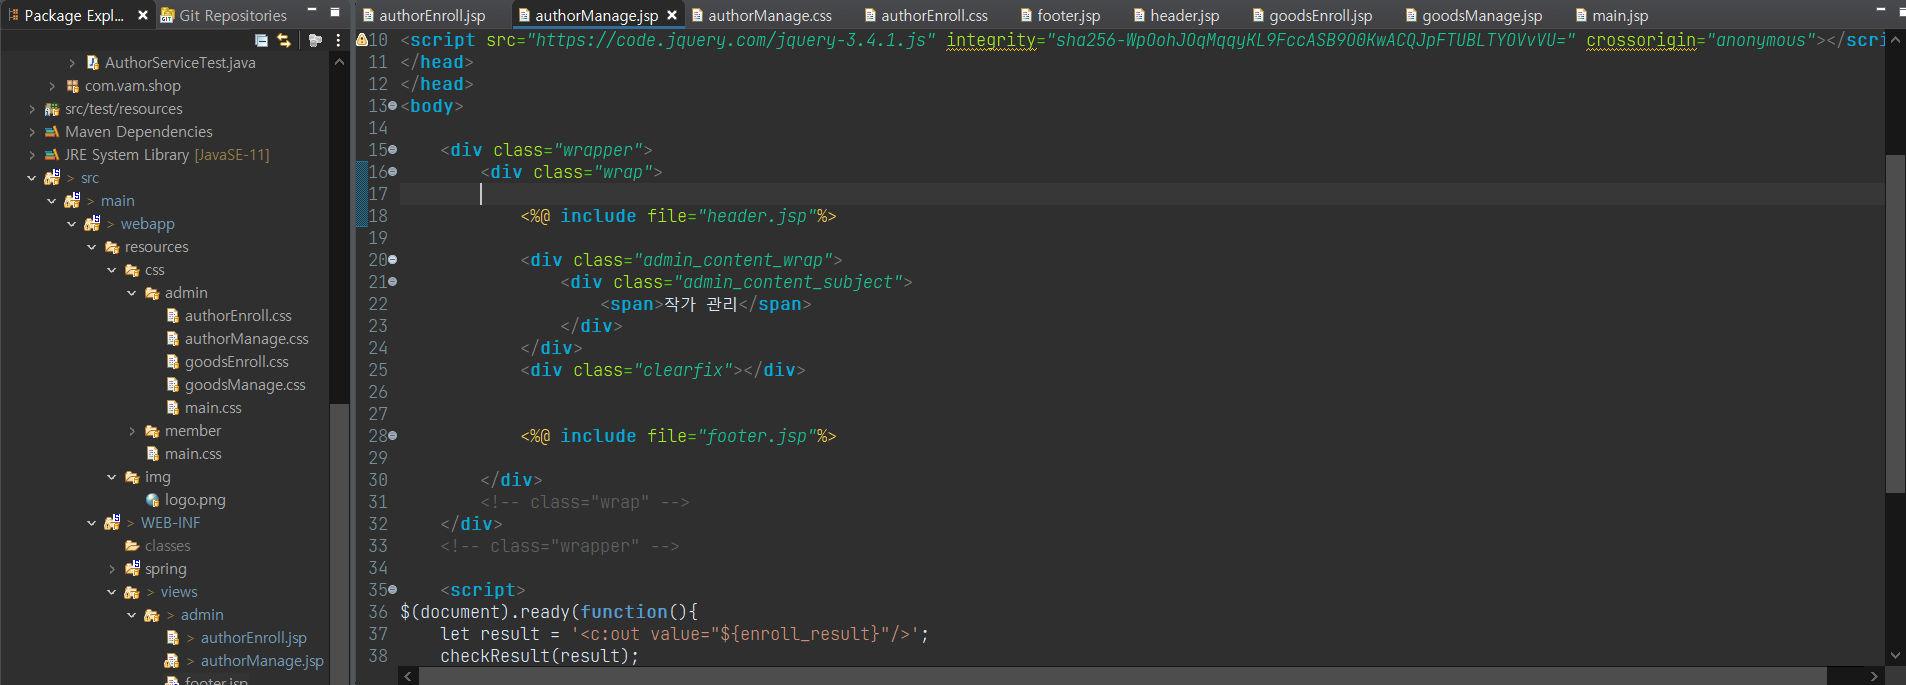 Package Expl...
Git Repositories
authorEnroll.jsp
authorManage.jsp
authorManage.css
authorEnroll.css
footer.jsp
header.jsp
goodsEnroll.jsp
goodsManage.jsp
main.jsp
AuthorServiceTest.java
com.vam.shop
src/test/resources
Maven Dependencies
JRE System Library [JavaSE-11]
> src
> main
> webapp
resources
css
admin
authorEnroll.css
authorManage.css
goodsEnroll.css
goodsManage.css
main.css
member
main.css
img
logo.png
> WEB-INF
classes
spring
> views
> admin
> authorEnroll.jsp
> authorManage.jsp
footer.jsp
10 <script src="https://code.jquery.com/jquery-3.4.1.js" integrity="sha256-WpOohJOqMqqyKL9FccASB9O0KwACQJpFTUBLTYOVvVU=" crossorigin="anonymous"></scri
11 </head>
12 </head>
13 <body>
14
15 <div class="wrapper">
16 <div class="wrap">
17
18 <%@ include file="header.jsp"%>
19
20 <div class="admin_content_wrap">
21 <div class="admin_content_subject">
22 <span>작가 관리</span>
23 </div>
24 </div>
25 <div class="clearfix"></div>
26
27
28 <%@ include file="footer.jsp"%>
29
30 </div>
31 <!-- class="wrap" -->
32 </div>
33 <!-- class="wrapper" -->
34
35 <script>
36 $(document).ready(function(){
37 let result = '<c:out value="${enroll_result}"/>';
38 checkResult(result);